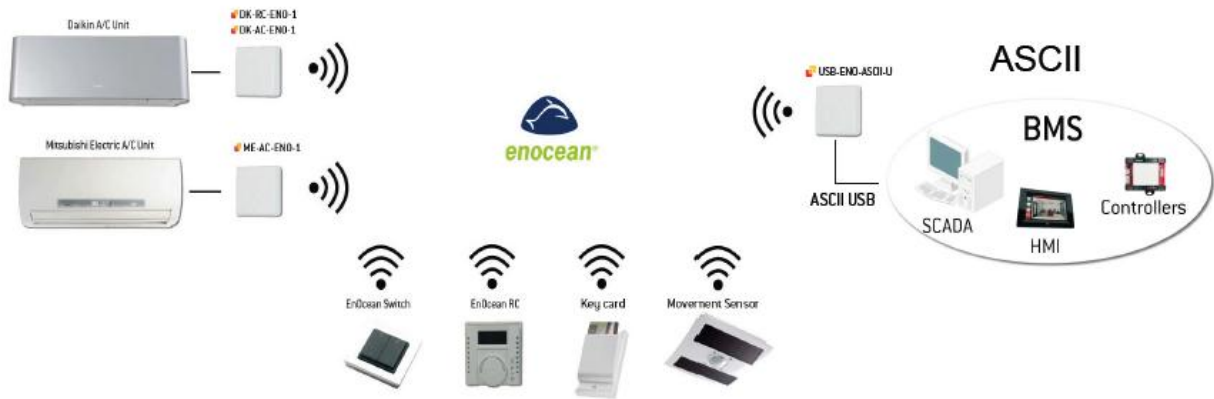 Daikin A/C Unit
DK-RC-ENO-1
DK-AC-ENO-1
Mitsubishi Electric A/C Unit
ME-AC-ENO-1
enocean®
USB-ENO-ASCII-U
ASCII USB
ASCII
BMS
SCADA
HMI
Controllers
EnOcean Switch
EnOcean RC
Key card
Movernent Sensor